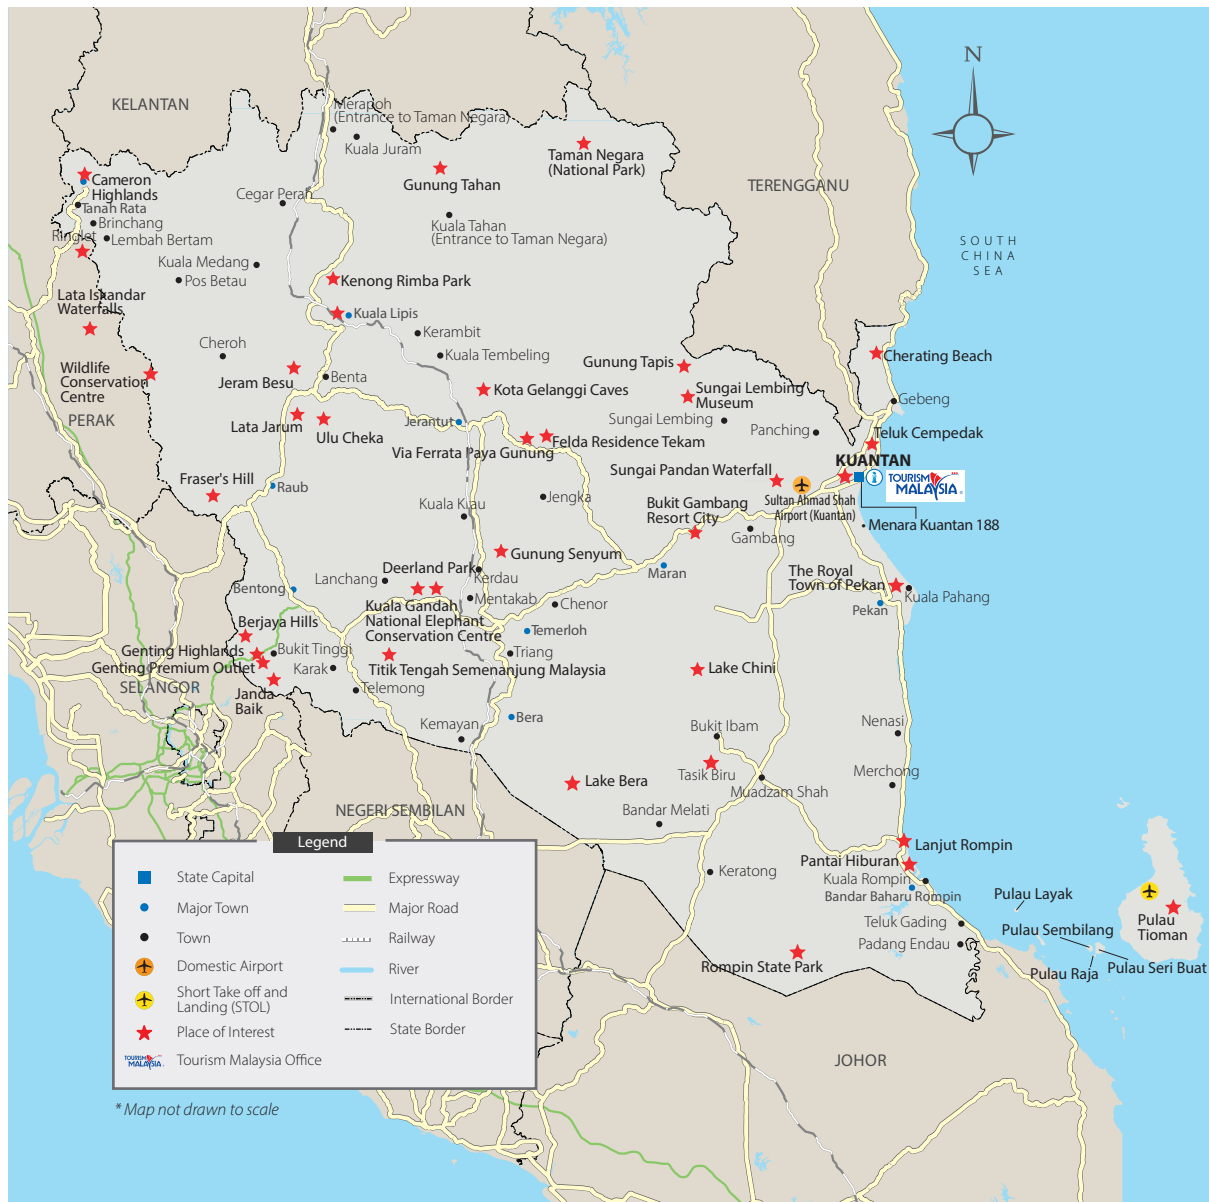 N
KELANTAN
Merapoh
(Entrance to Taman Negara)
Kuala Juram
Taman Negara
(National Park)
TERENGGANU
Gunung Tahan
Cameron
Highlands
Cegar Perah
Tanah Rata
Brinchang
Ringlet
Lembah Bertam
Kuala Tahan
(Entrance to Taman Negara)
SOUTH
CHINA
SEA
Kuala Medang
Pos Betau
Kenong Rimba Park
Lata Iskandar
Waterfalls
Kuala Lipis
Kerambit
Cheroh
Kuala Tembeling
Gunung Tapis
Cherating Beach
Wildlife
Conservation
Centre
Jeram Besu
Benta
Kota Gelanggi Caves
Sungai Lembing
Museum
Gebeng
PERAK
Lata Jarum
Ulu Cheka
Jerantut
Sungai Lembing
Panching
Teluk Cempedak
Felda Residence Tekam
Via Ferrata Paya Gunung
KUANTAN
Sungai Pandan Waterfall
TOURISM
MALAYSIA
Fraser's Hill
Raub
Jengka
Sultan Ahmad Shah
Airport (Kuantan)
Kuala Krau
Bukit Gambang
Resort City
Menara Kuantan 188
Gambang
Gunung Senyum
Deerland Park
Maran
The Royal
Town of Pekan
Lanchang
Kerdau
Bentong
Kuala Pahang
Mentakab
Chenor
Pekan
Kuala Gandah
National Elephant
Conservation Centre
Berjaya Hills
Temerloh
Genting Highlands
Bukit Tinggi
Triang
Genting Premium Outlet
Karak
Titik Tengah Semenanjung Malaysia
Lake Chini
SELANGOR
Janda
Baik
Telemong
Kemayan
Bera
Bukit Ibam
Nenasi
Tasik Biru
Merchong
Lake Bera
Muadzam Shah
NEGERI SEMBILAN
Bandar Melati
Lanjut Rompin
Pantai Hiburan
Keratong
Kuala Rompin
Bandar Baharu Rompin
Pulau Layak
Teluk Gading
Pulau
Tioman
Pulau Sembilang
Padang Endau
Rompin State Park
Pulau Raja
Pulau Seri Buat
JOHOR
Legend
State Capital
Major Town
Town
Domestic Airport
Short Take off and
Landing (STOL)
Place of Interest
TOURISM
MALAYSIA
Tourism Malaysia Office
Expressway
Major Road
Railway
River
International Border
State Border
* Map not drawn to scale